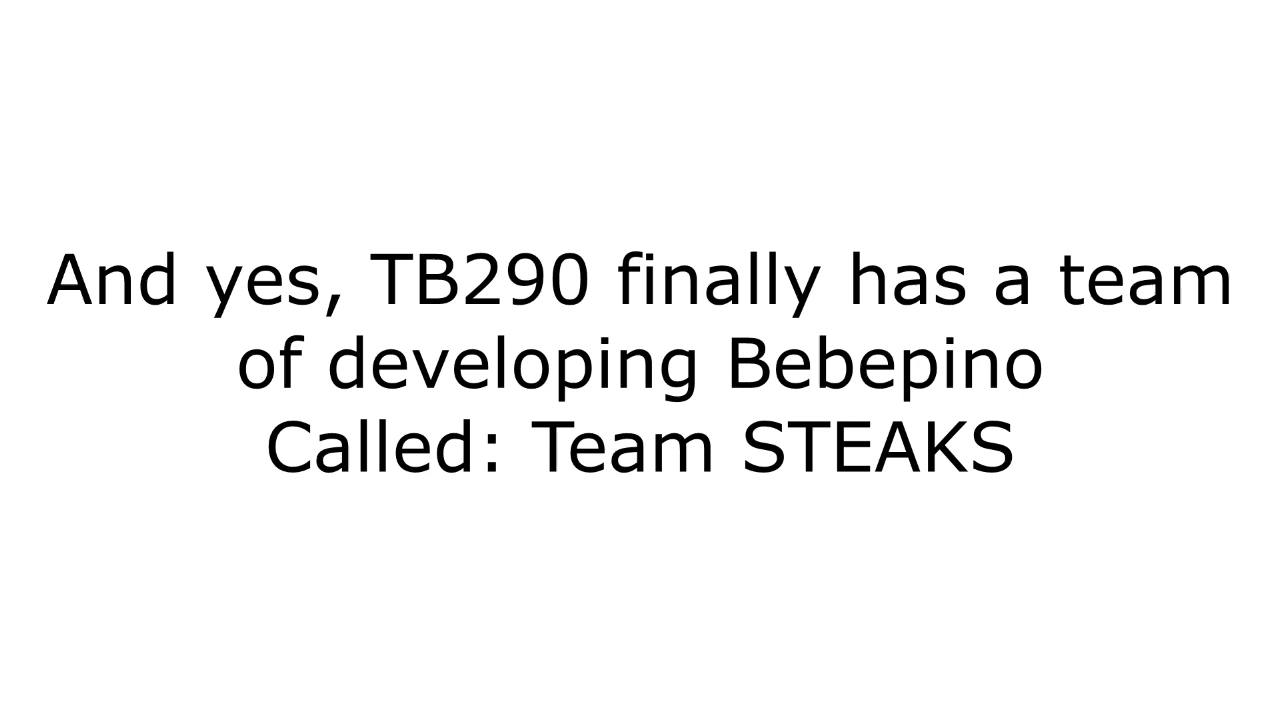 And yes, TB290 finally has a team
of developing Bebepino
Called: Team STEAKS